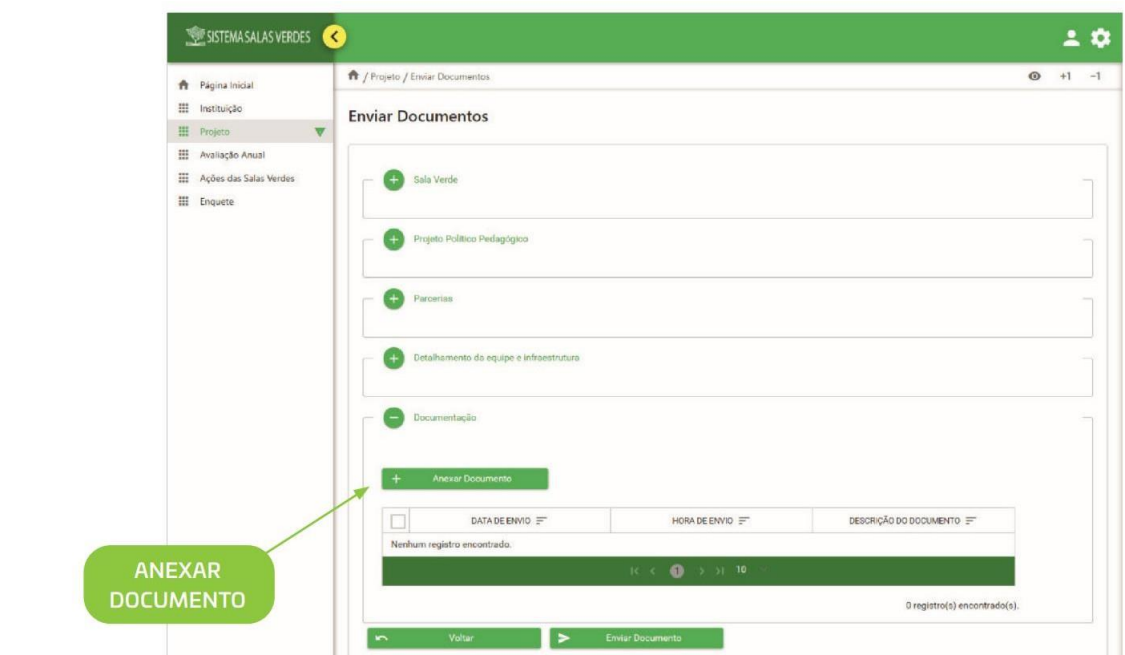 SISTEMA SALAS VERDES
/ Projeto / Enviar Documentos
+1 -1
Página Inicial
Instituição
Projeto
Avaliação Anual
Ações das Salas Verdes
Enquete
Enviar Documentos
Sala Verde
Projeto Político Pedagógico
Parcerias
Detalhamento da equipe e infraestrutura
Documentação
+ Anexar Documento
DATA DE ENVIO HORA DE ENVIO DESCRIÇÃO DO DOCUMENTO
Nenhum registro encontrado.
1 10
0 registro(s) encontrado(s).
Voltar Enviar Documento
ANEXAR
DOCUMENTO